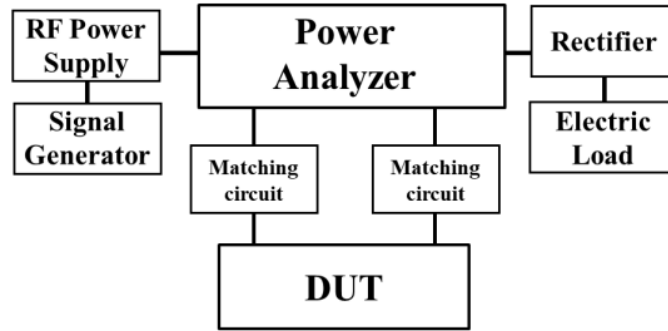 RF Power
Supply
Power
Analyzer
Rectifier
Signal
Generator
Electric
Load
Matching
circuit
Matching
circuit
DUT